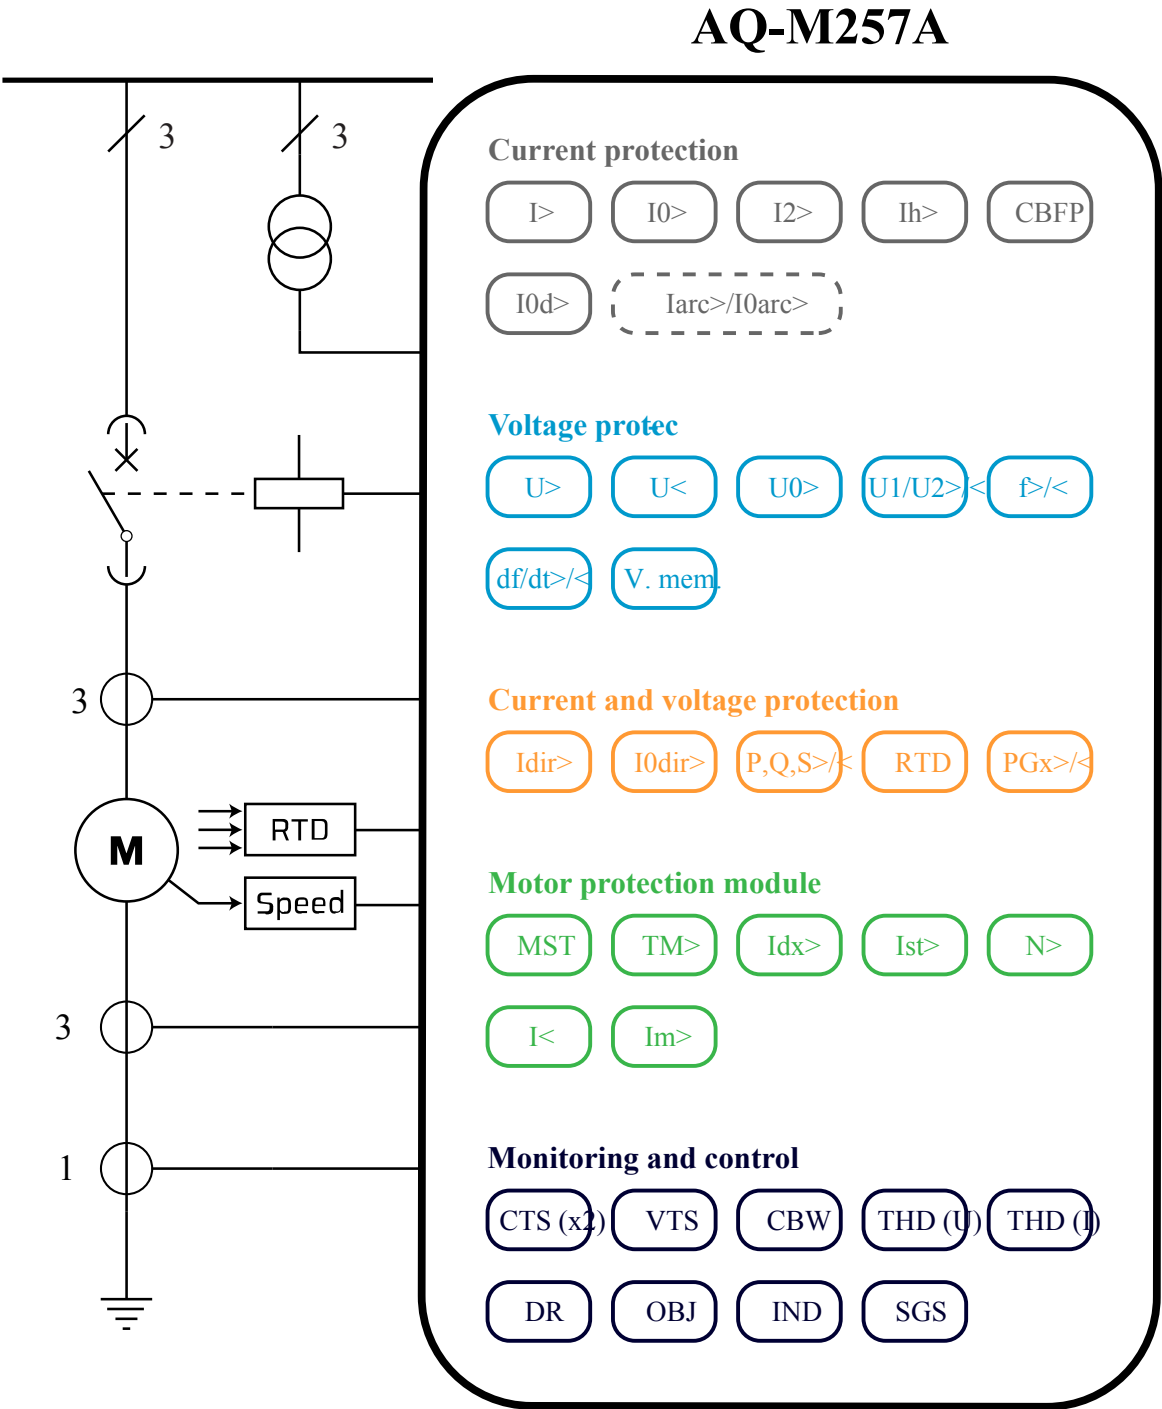 AQ-M257A
3
3
Current protection
I>
I0>
I2>
Ih>
CBFP
I0d>
Iarc>/I0arc>
Voltage protec-
U>
U<
U0>
U1/U2>/<
f>/<
df/dt>/<
V. mem.
3
Current and voltage protection
Idir>
I0dir>
P,Q,S>/<
RTD
PGx>/<
M
RTD
Speed
Motor protection module
MST
TM>
Idx>
Ist>
N>
3
I<
Im>
1
Monitoring and control
CTS (x2)
VTS
CBW
THD (U)
THD (I)
DR
OBJ
IND
SGS